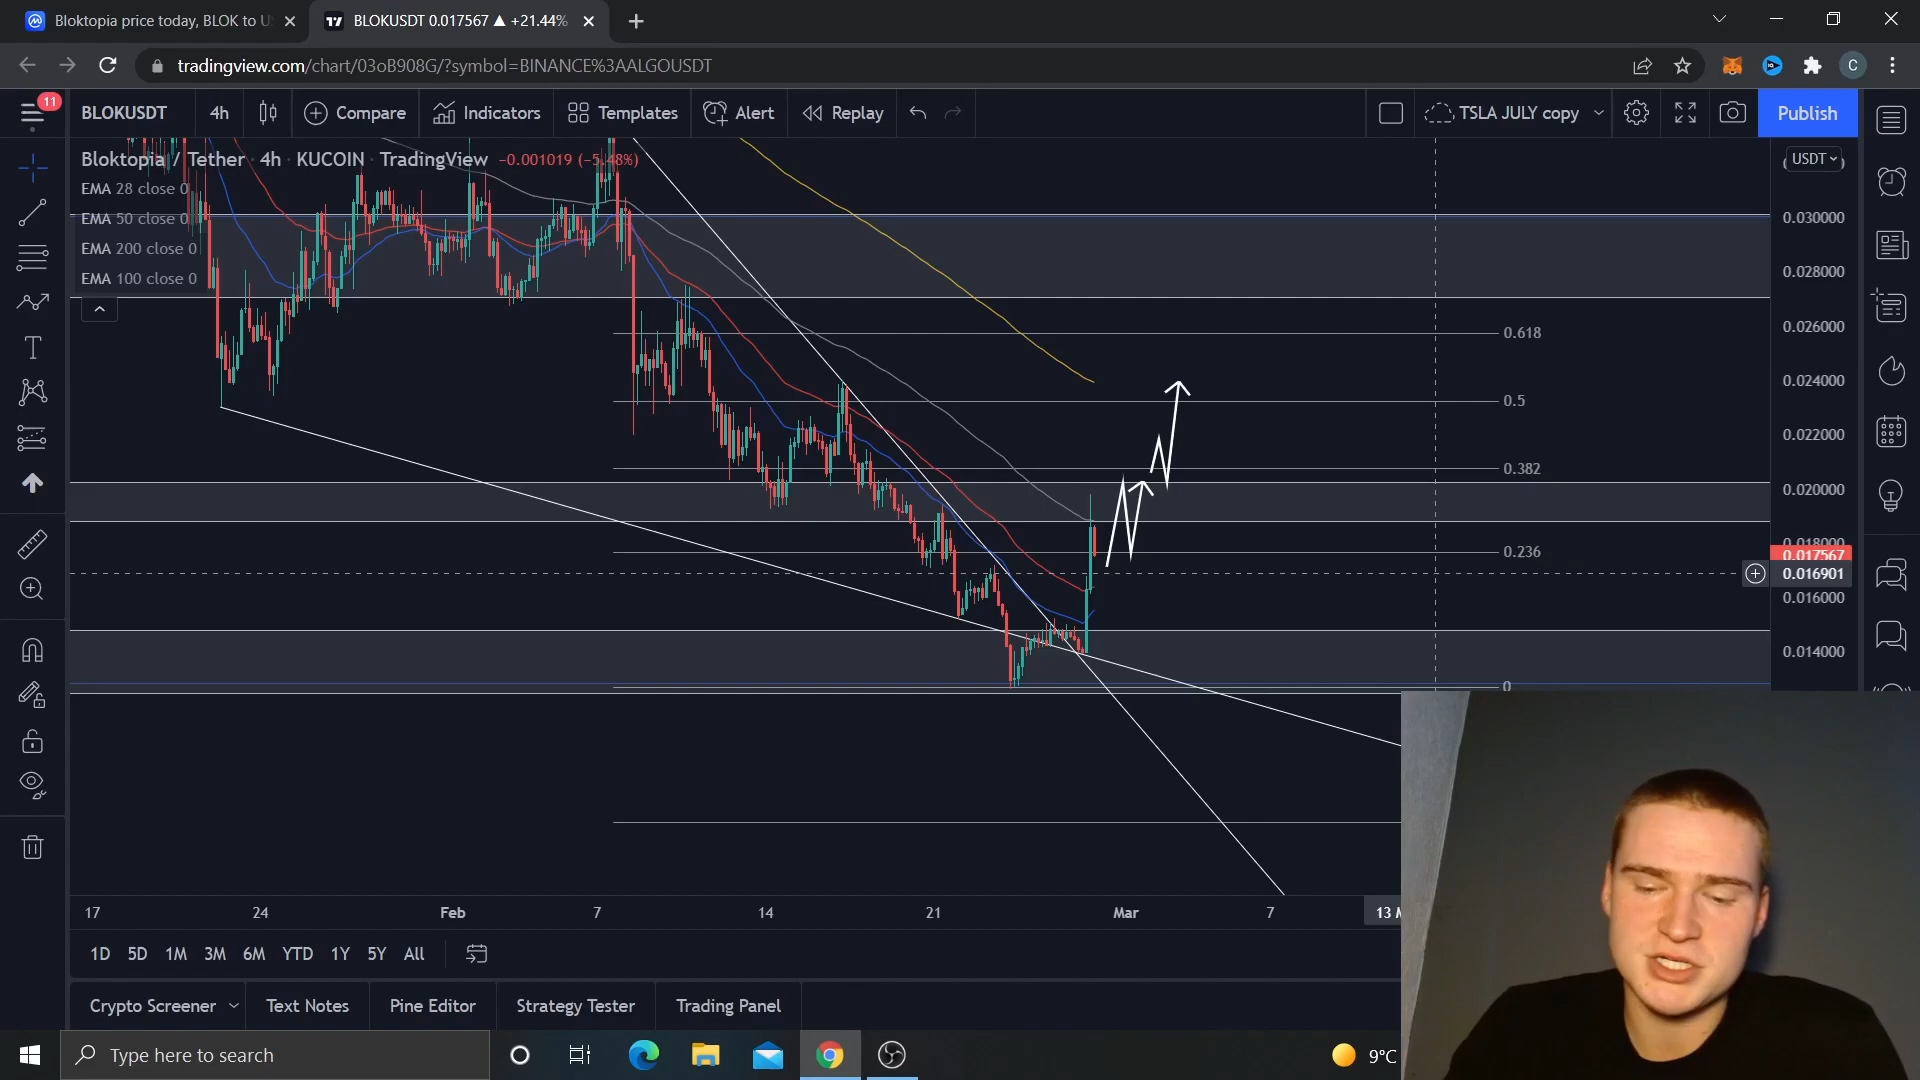 Bloktopia price today, BLOK to U
BLOKUSDT 0.017567 ▲ +21.44%
tradingview.com/chart/03oB908G/?symbol=BINANCE%3AALGOUSDT
C
11
BLOKUSDT
4h
Compare
Indicators
Templates
Alert
Replay
TSLA JULY copy
Publish
Bloktopia / Tether · 4h · KUCOIN · TradingView −0.001019 (−5.48%)
USDT
EMA 28 close 0
EMA 50 close 0
EMA 200 close 0
EMA 100 close 0
0.030000
0.028000
0.026000
0.024000
0.022000
0.020000
0.018000
0.017567
0.016901
0.016000
0.014000
0.618
0.5
0.382
0.236
0
17
24
Feb
7
14
21
Mar
7
13
1D 5D 1M 3M 6M YTD 1Y 5Y All
Crypto Screener
Text Notes
Pine Editor
Strategy Tester
Trading Panel
Type here to search
9°C